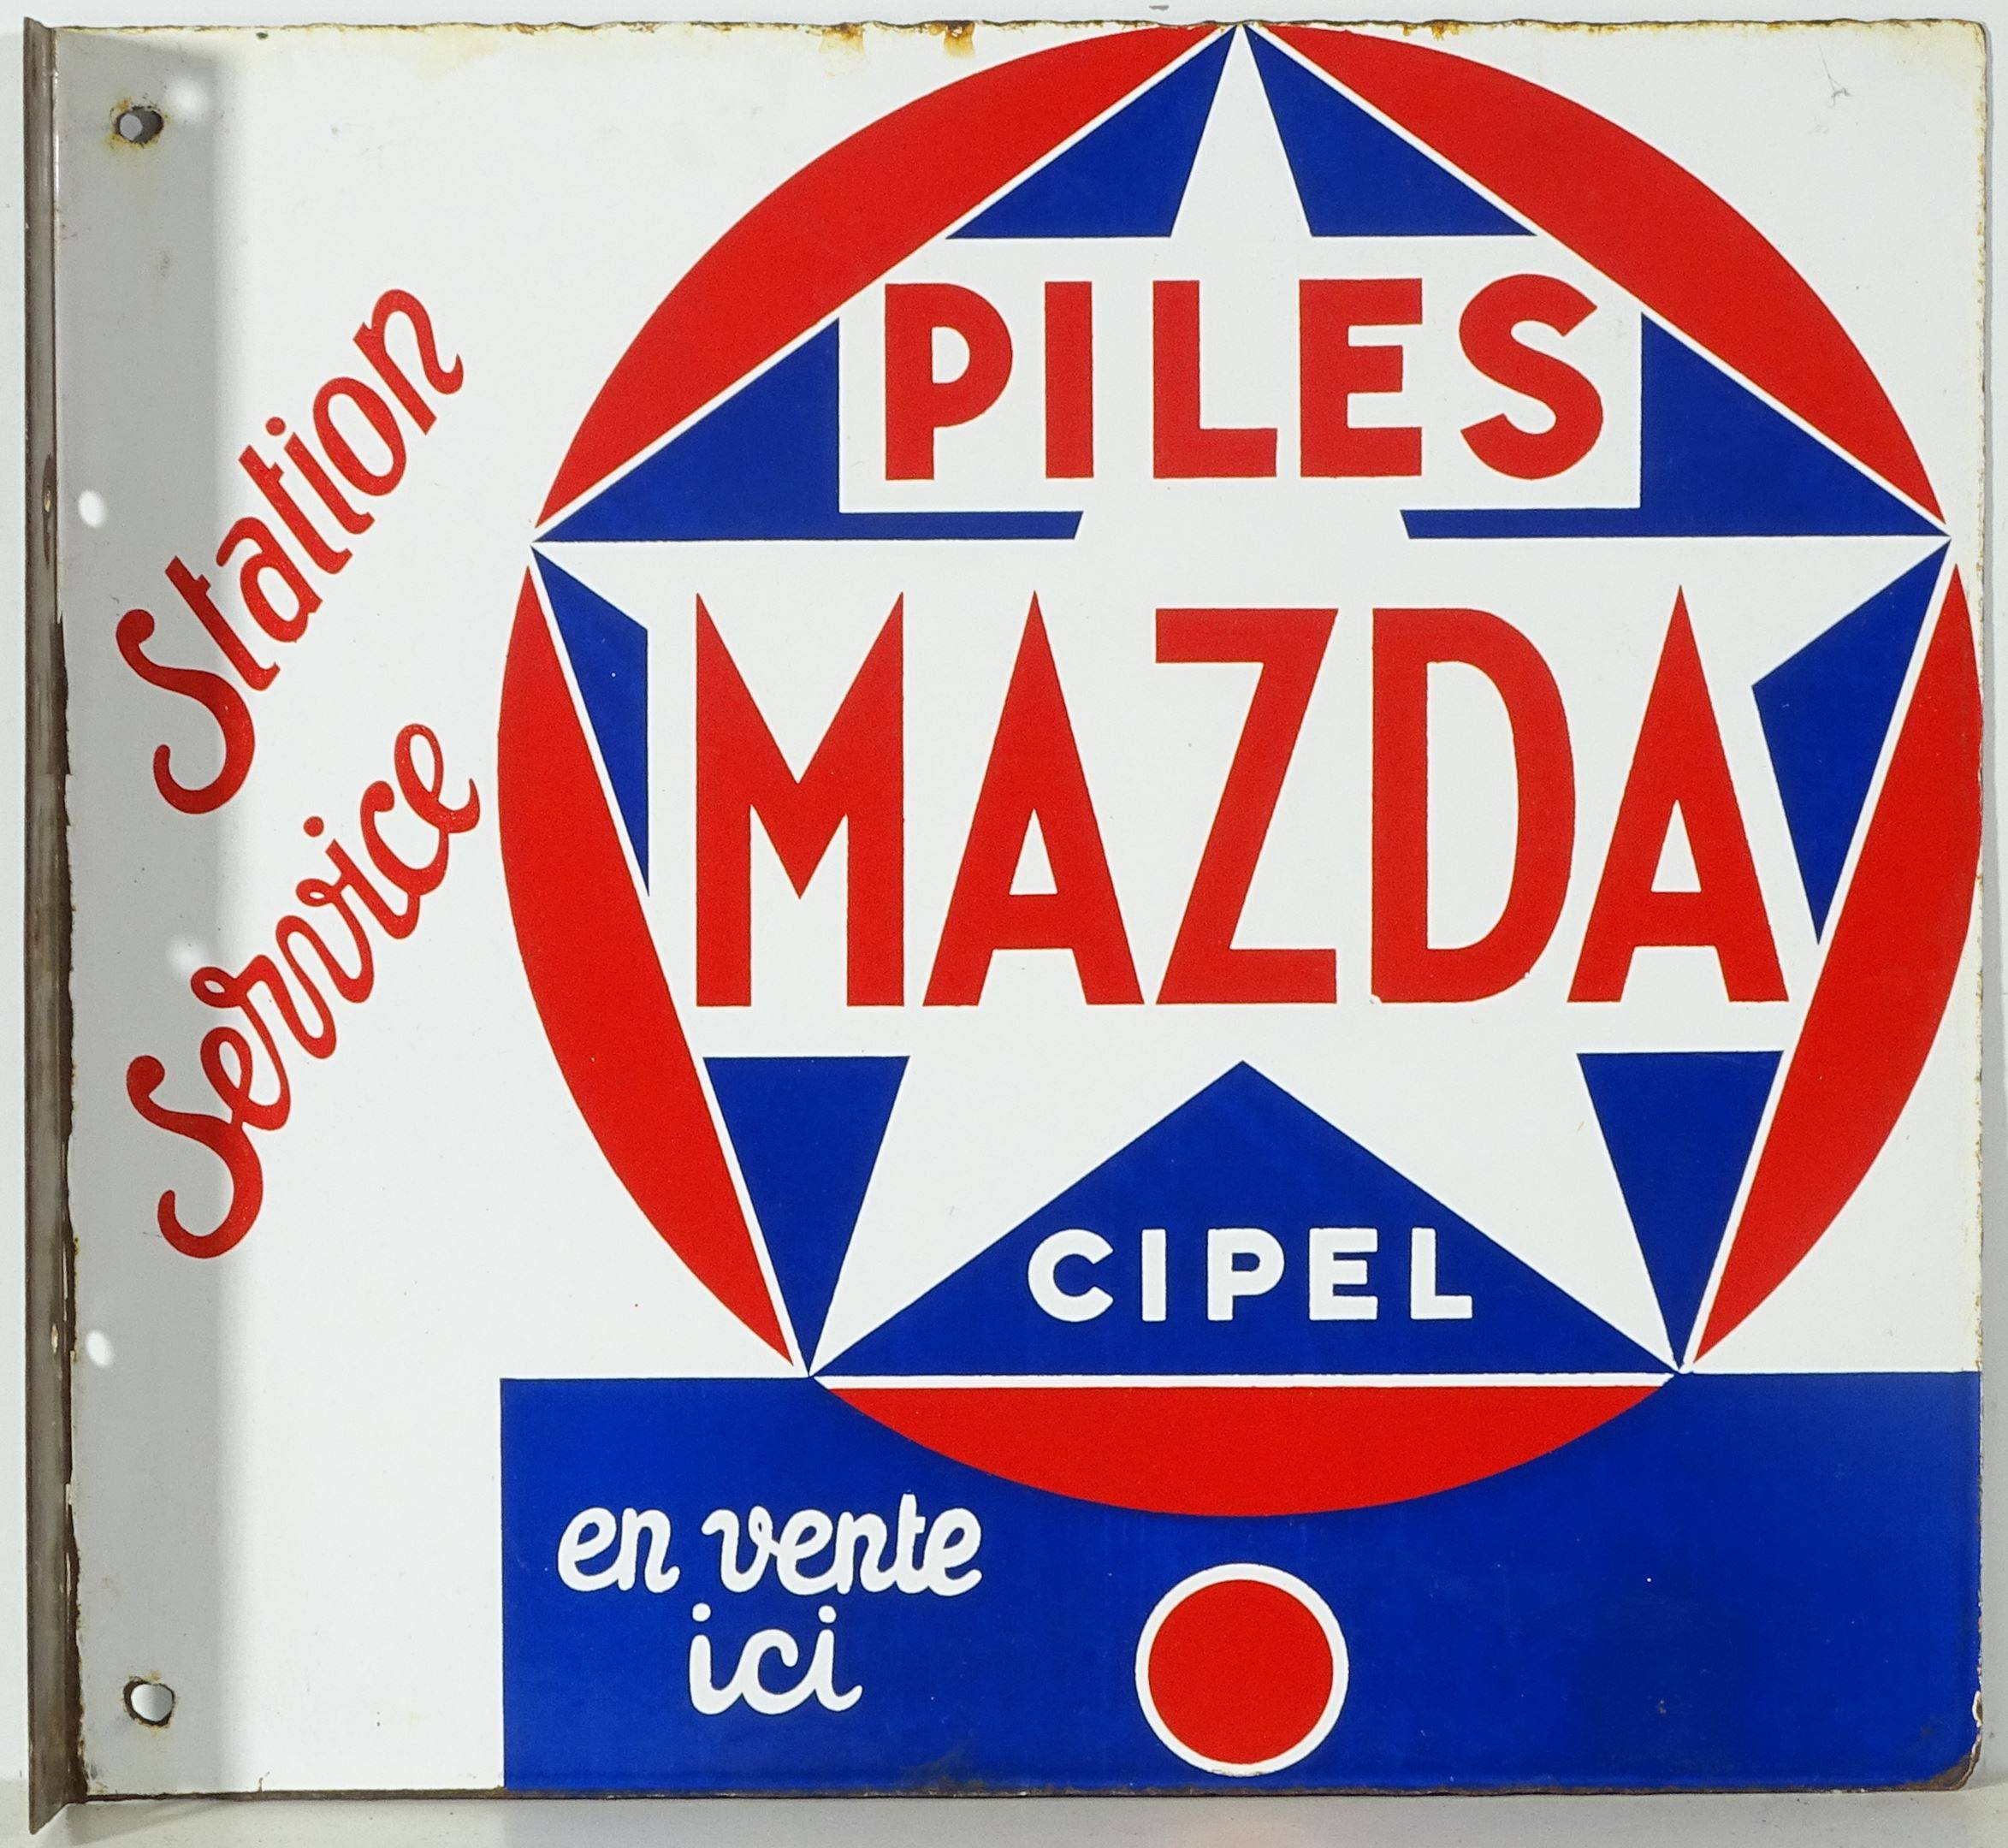 Station
Service
PILES
MAZDA
CIPEL
en vente
ici